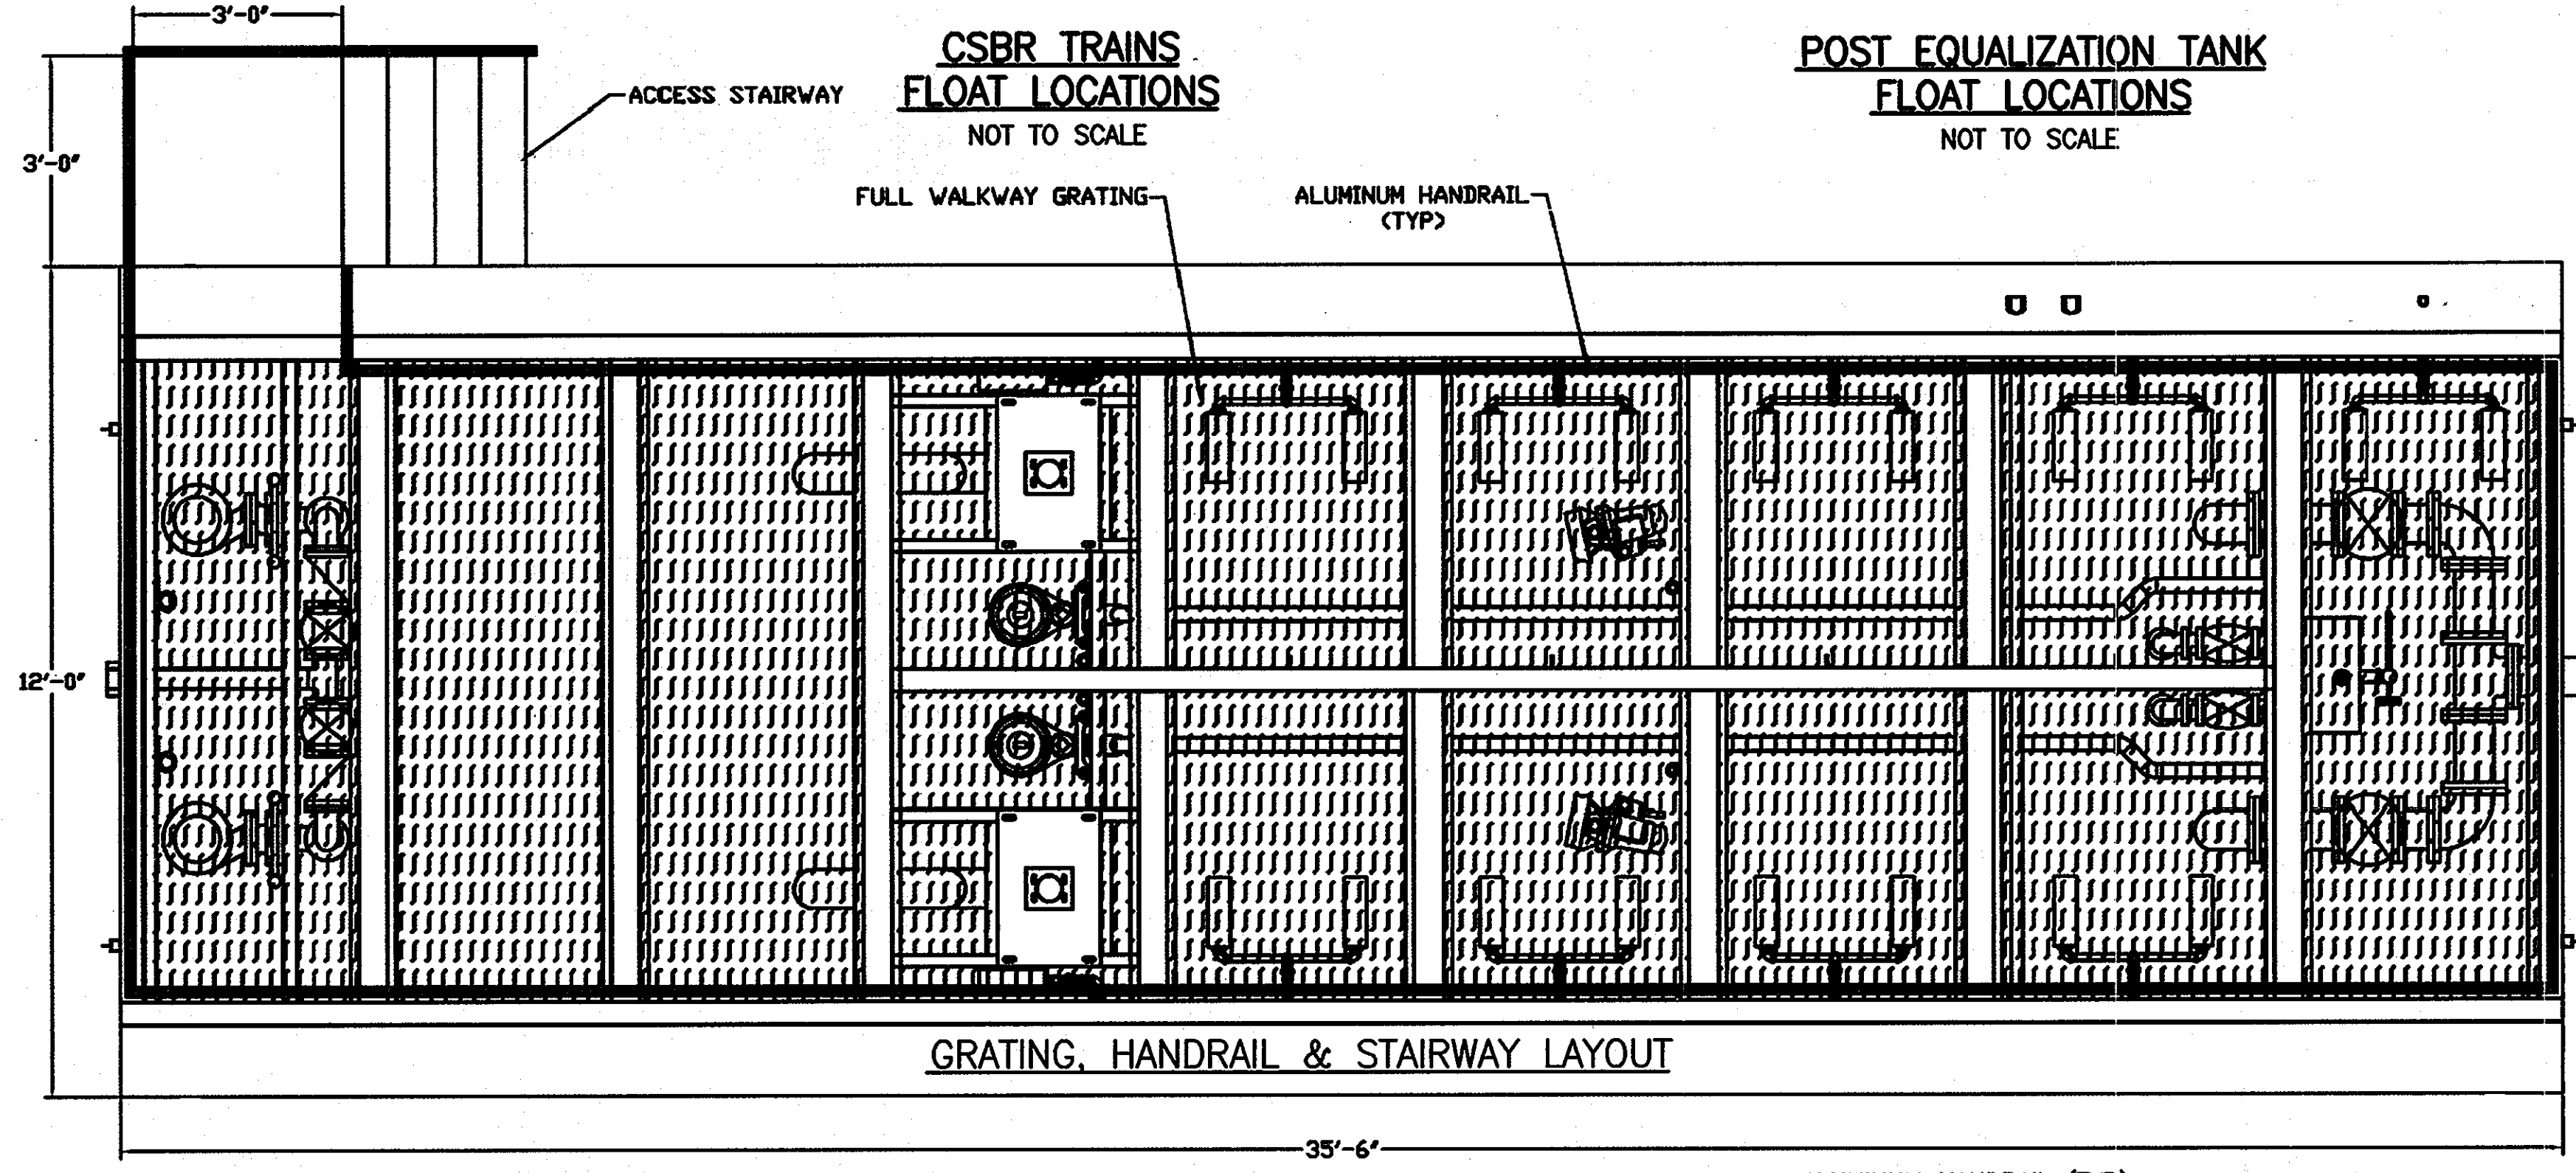 3'-0"
CSBR TRAINS
FLOAT LOCATIONS
NOT TO SCALE
POST EQUALIZATION TANK
FLOAT LOCATIONS
NOT TO SCALE
ACCESS STAIRWAY
3'-0"
FULL WALKWAY GRATING
ALUMINUM HANDRAIL
(TYP)
12'-0"
GRATING, HANDRAIL & STAIRWAY LAYOUT
35'-6"